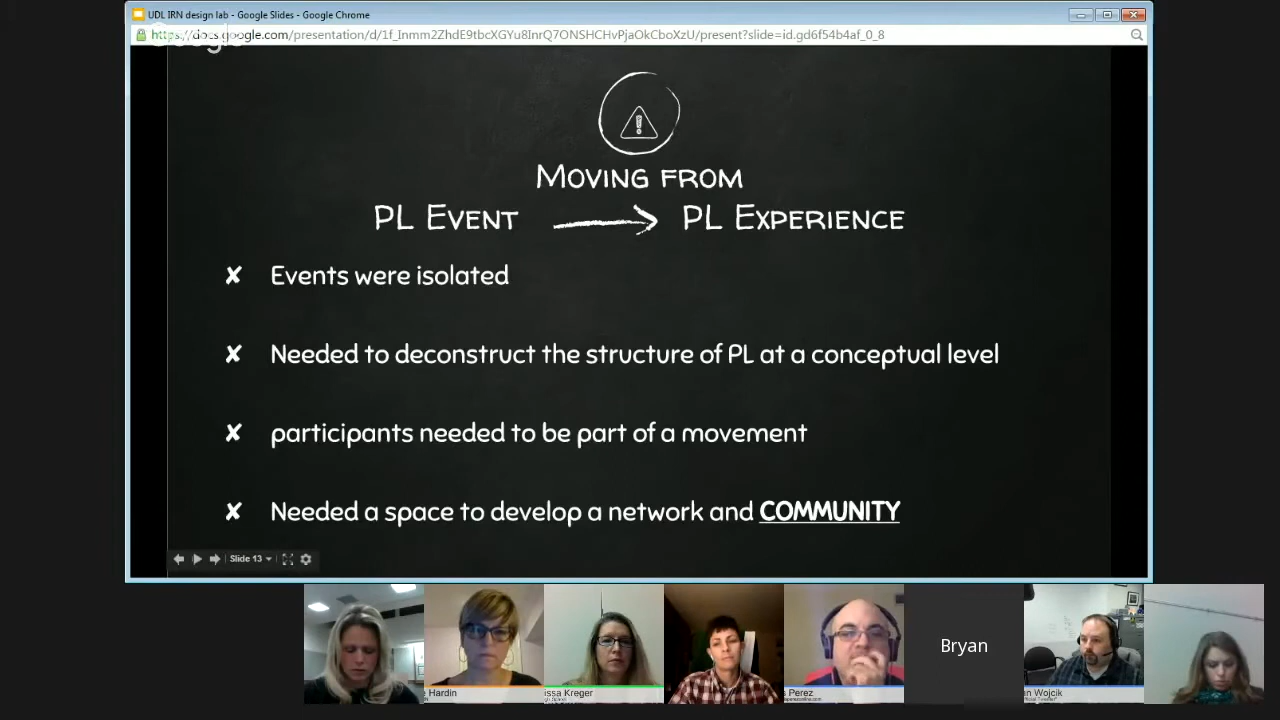 UDL IRN design lab - Google Slides - Google Chrome
Google
MOVING FROM
PL EVENT PL EXPERIENCE
✘ Events were isolated
✘ Needed to deconstruct the structure of PL at a conceptual level
✘ participants needed to be part of a movement
✘ Needed a space to develop a network and COMMUNITY
Slide 13
Hardin
issa Kreger
Perez
Bryan
n Wojcik